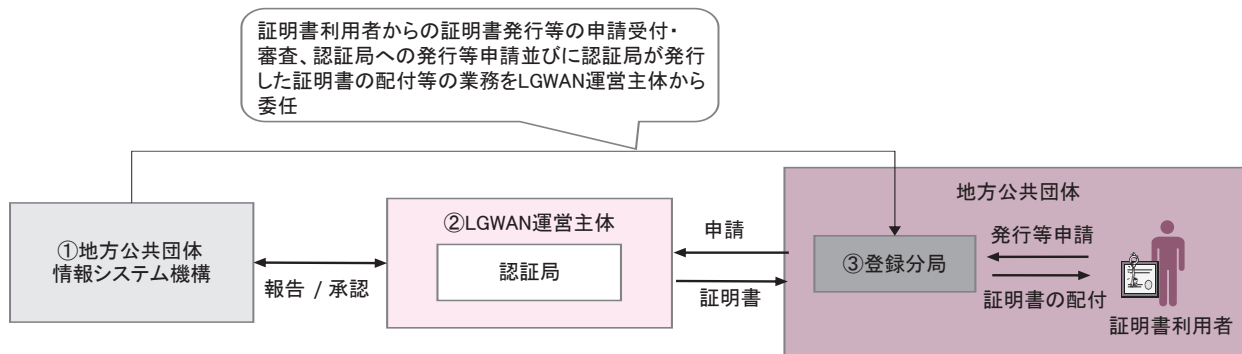 証明書利用者からの証明書発行等の申請受付・
審査、認証局への発行等申請並びに認証局が発行
した証明書の配付等の業務をLGWAN運営主体から
委任
①地方公共団体
情報システム機構
報告 / 承認
②LGWAN運営主体
認証局
申請
証明書
地方公共団体
③登録分局
発行等申請
証明書の配付
証明書利用者